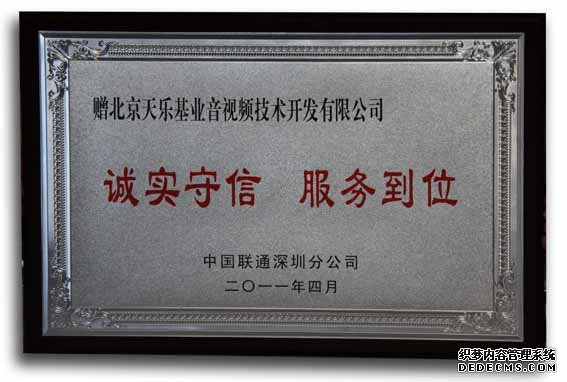 赠北京天乐基业音视频技术开发有限公司
诚实守信 服务到位
中国联通深圳分公司
二〇一一年四月
织梦内容管理系统
DEDECMS.COM